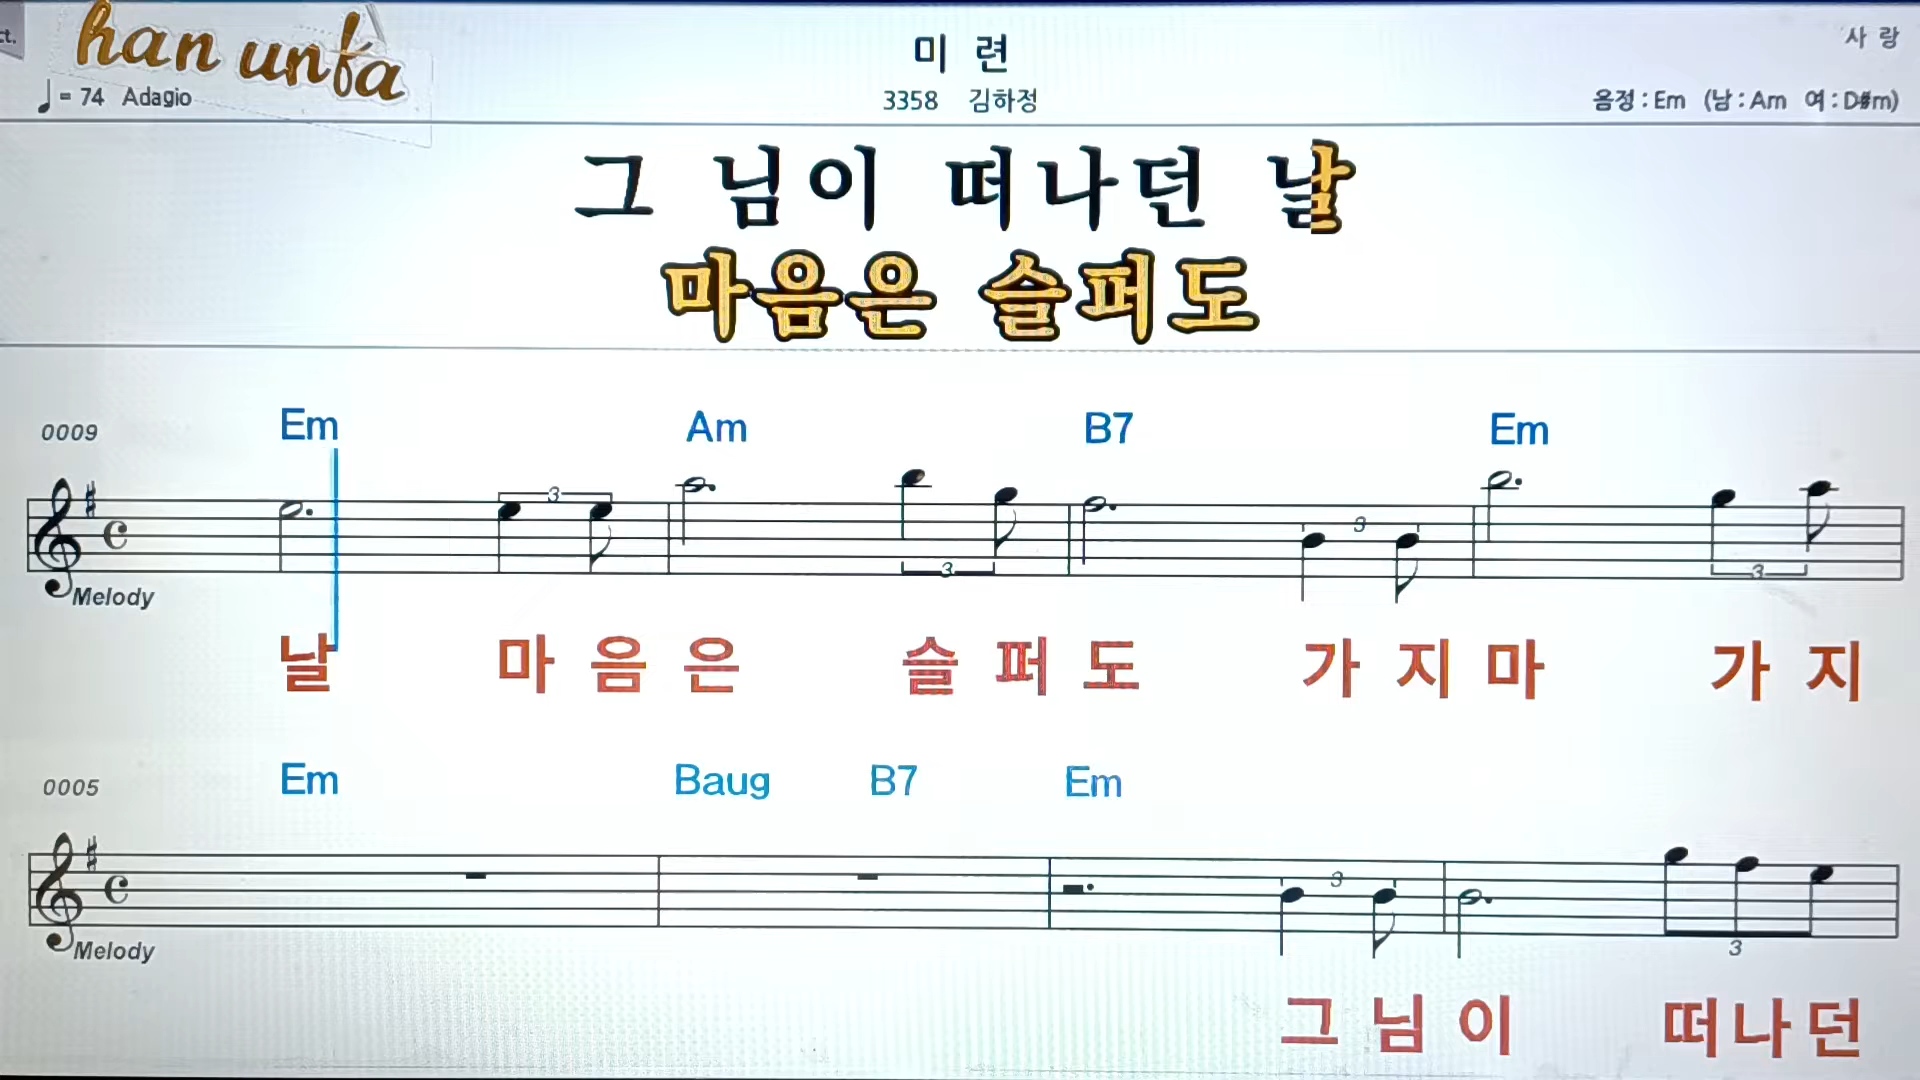 ct.
han unfa
미 련
사 랑
= 74 Adagio
3358 김하정
음정 : Em (남 : Am 여 : D#m)
그 님이 떠나던 날
마음은 슬퍼도
0009
Em Am B7 Em
3 3 3 3
Melody
날 마 음 은 슬 퍼 도 가 지 마 가 지
0005
Em Baug B7 Em
3 3
Melody
그 님 이 떠 나 던